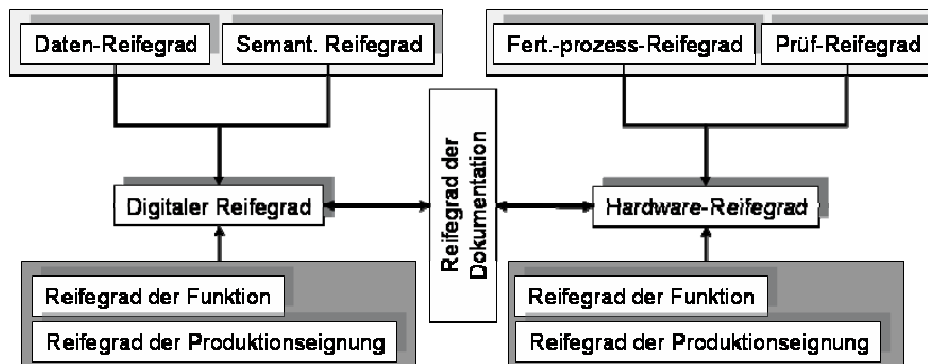 Daten-Reifegrad
Semant. Reifegrad
Fert.-prozess-Reifegrad
Prüf-Reifegrad
Reifegrad der
Dokumentation
Digitaler Reifegrad
Hardware-Reifegrad
Reifegrad der Funktion
Reifegrad der Produktionseignung
Reifegrad der Funktion
Reifegrad der Produktionseignung